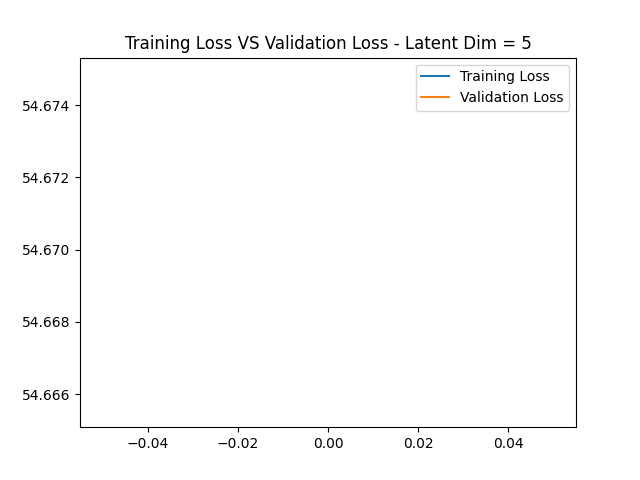 Training Loss VS Validation Loss - Latent Dim = 5
Training Loss
Validation Loss
54.674
54.672
54.670
54.668
54.666
−0.04 −0.02 0.00 0.02 0.04